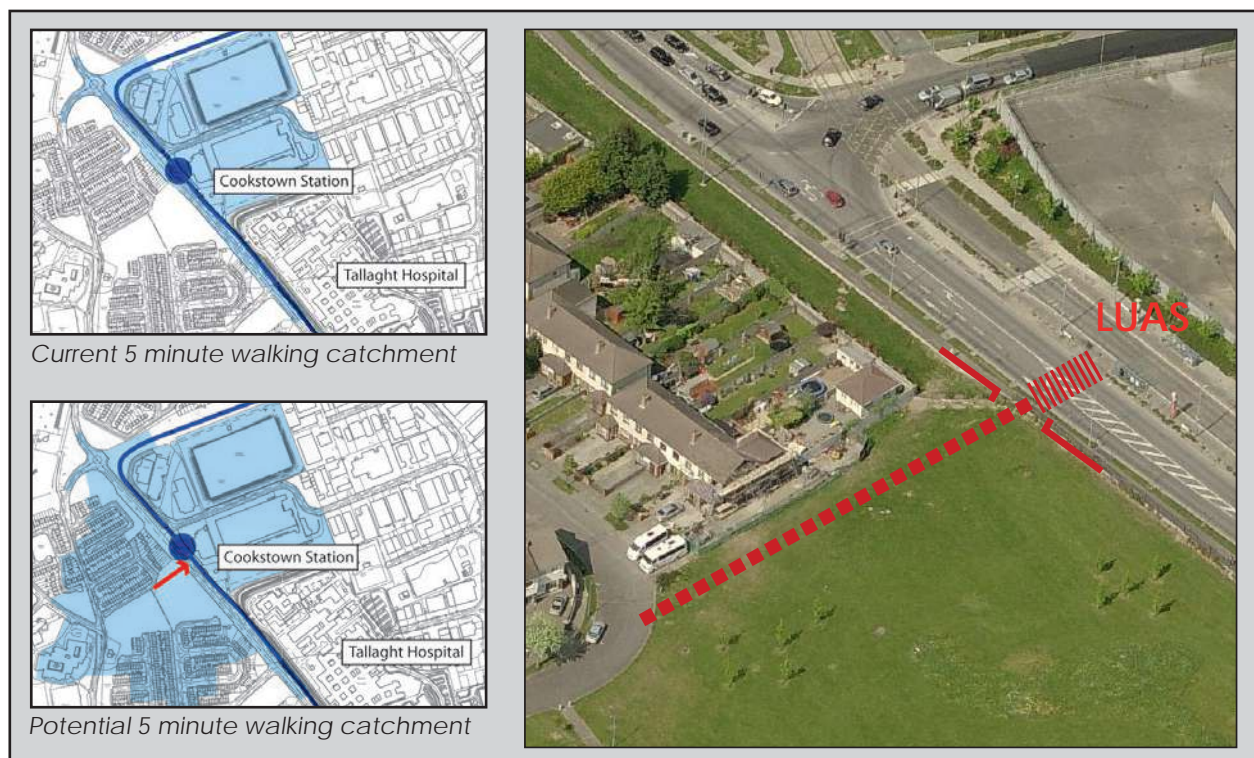 Cookstown Station
Tallaght Hospital
Current 5 minute walking catchment
Cookstown Station
Tallaght Hospital
Potential 5 minute walking catchment
LUAS